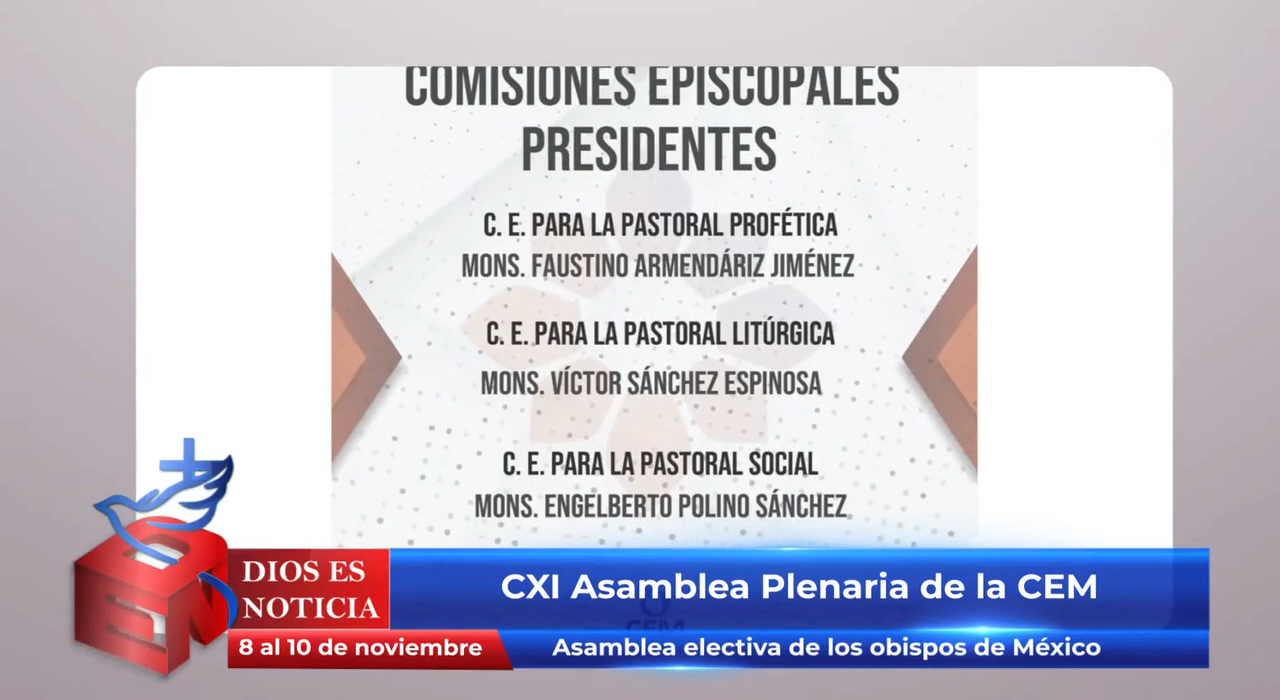 COMISIONES EPISCOPALES
PRESIDENTES
C. E. PARA LA PASTORAL PROFÉTICA
MONS. FAUSTINO ARMENDÁRIZ JIMÉNEZ
C. E. PARA LA PASTORAL LITÚRGICA
MONS. VÍCTOR SÁNCHEZ ESPINOSA
C. E. PARA LA PASTORAL SOCIAL
MONS. ENGELBERTO POLINO SÁNCHEZ
CEM
DEN
DIOS ES
NOTICIA
CXI Asamblea Plenaria de la CEM
8 al 10 de noviembre
Asamblea electiva de los obispos de México